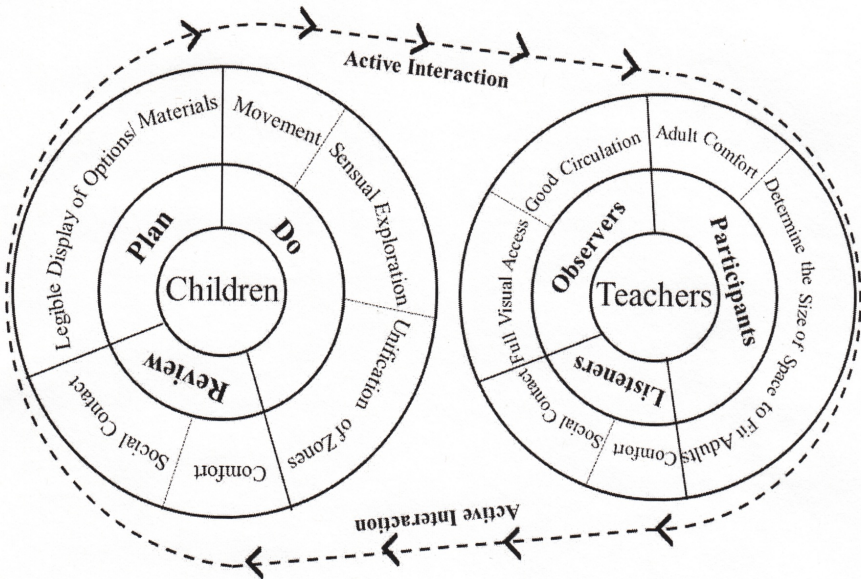 Active Interaction
Legible Display of Options/ Materials
Movement
Sensual Exploration
Unification of Zones
Comfort
Social Contact
Plan
Do
Review
Children
Good Circulation
Adult Comfort
Determine the Size of Space to Fit Adults
Comfort
Social Contact
Full Visual Access
Observers
Participants
Listeners
Teachers
Active Interaction